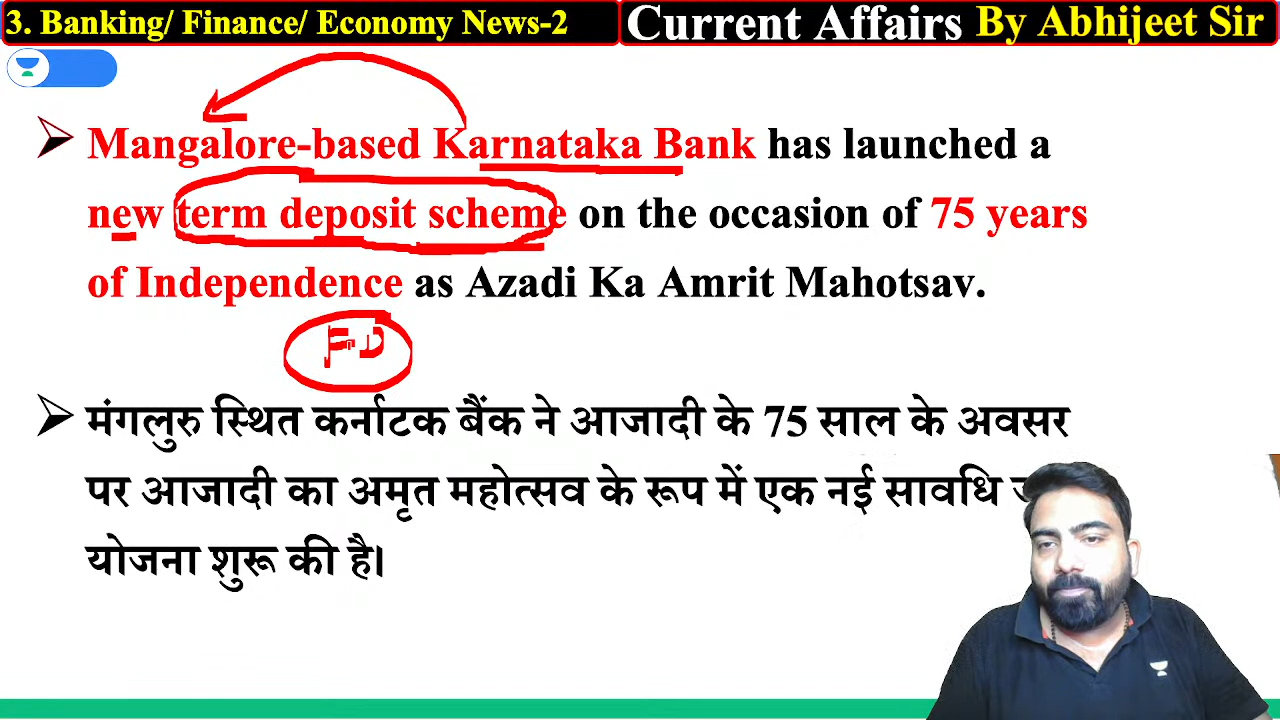 3. Banking/ Finance/ Economy News-2
Current Affairs By Abhijeet Sir
Mangalore-based Karnataka Bank has launched a
new term deposit scheme on the occasion of 75 years
of Independence as Azadi Ka Amrit Mahotsav.
FD
मंगलुरु स्थित कर्नाटक बैंक ने आजादी के 75 साल के अवसर
पर आजादी का अमृत महोत्सव के रूप में एक नई सावधि
योजना शुरू की है।